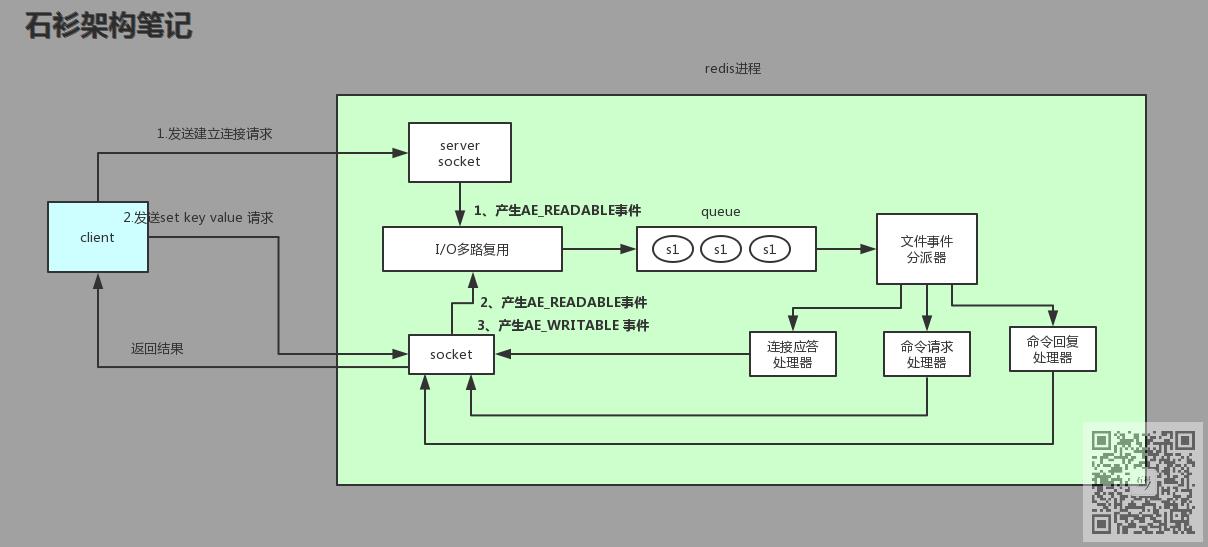 石衫架构笔记
redis进程
1.发送建立连接请求
server
socket
2.发送set key value 请求
client
1、产生AE_READABLE事件
queue
I/O多路复用
s1
s1
s1
文件事件
分派器
2、产生AE_READABLE事件
3、产生AE_WRITABLE 事件
返回结果
socket
连接应答
处理器
命令请求
处理器
命令回复
处理器